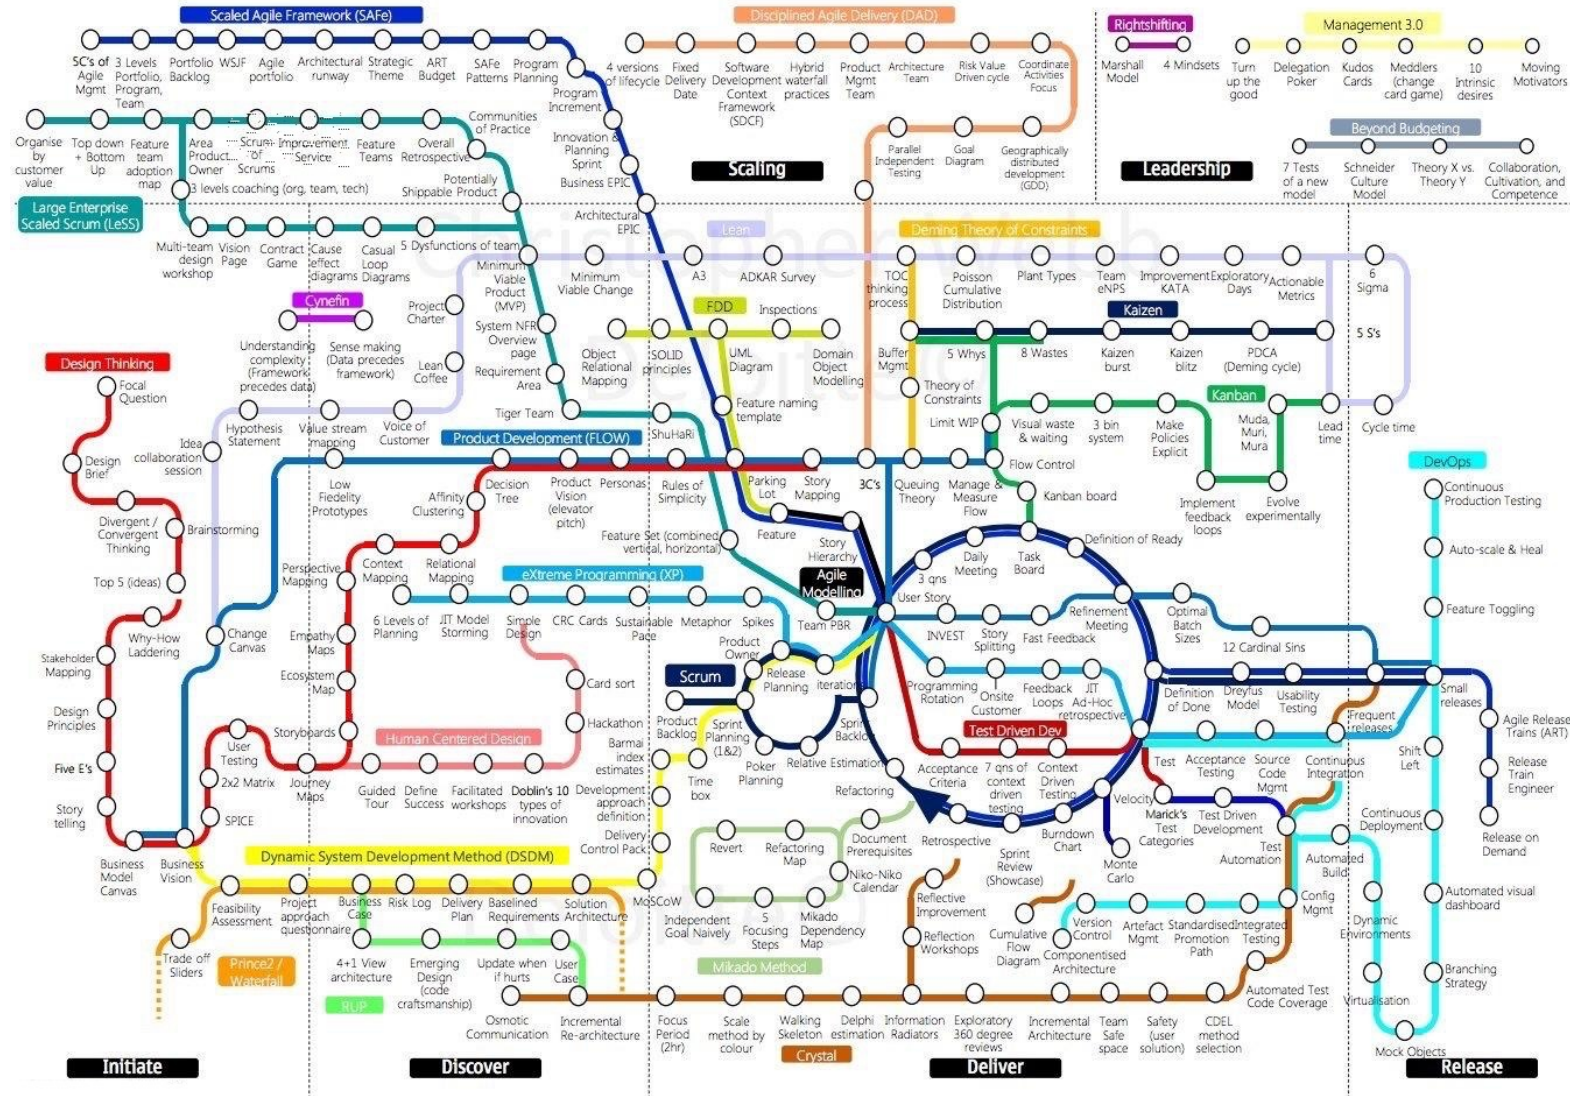 Scaled Agile Framework (SAFe)
5C's of
Agile
Mgmt
3 Levels
Portfolio,
Program,
Team
Portfolio
Backlog
WSJF
Agile
portfolio
Architectural
runway
Strategic
Theme
ART
Budget
SAFe
Patterns
Program
Planning
Program
Increment
Innovation &
Planning
Sprint
Business EPIC
Architectural
EPIC
Disciplined Agile Delivery (DAD)
4 versions
of lifecycle
Fixed
Delivery
Date
Software
Development
Context
Framework
(SDCF)
Hybrid
waterfall
practices
Product
Mgmt
Team
Architecture
Team
Risk Value
Driven cycle
Coordinate
Activities
Focus
Parallel
Independent
Testing
Goal
Diagram
Geographically
distributed
development
(GDD)
Scaling
Rightshifting
Marshall
Model
4 Mindsets
Management 3.0
Turn
up the
good
Delegation
Poker
Kudos
Cards
Meddlers
(change
card game)
10
Intrinsic
desires
Moving
Motivators
Beyond Budgeting
7 Tests
of a new
model
Schneider
Culture
Model
Theory X vs.
Theory Y
Collaboration,
Cultivation, and
Competence
Leadership
Organise
by
customer
value
Top down
+ Bottom
Up
Feature
team
adoption
map
Area
Product
Owner
Scrum
of
Scrums
Improvement
Service
Feature
Teams
Overall
Retrospective
Communities
of Practice
Potentially
Shippable Product
3 levels coaching (org, team, tech)
Large Enterprise
Scaled Scrum (LeSS)
Multi-team
design
workshop
Vision
Page
Contract
Game
Cause
effect
diagrams
Casual
Loop
Diagrams
5 Dysfunctions of team
Minimum
Viable
Product
(MVP)
System NFR
Overview
page
Requirement
Area
Tiger Team
ShuHaRi
Lean
Minimum
Viable Change
A3
ADKAR Survey
Deming Theory of Constraints
TOC
thinking
process
Poisson
Cumulative
Distribution
Plant Types
Team
eNPS
Improvement
KATA
Exploratory
Days
Actionable
Metrics
6
Sigma
Cynefin
Understanding
complexity
(Framework
precedes data)
Sense making
(Data precedes
framework)
Project
Charter
Lean
Coffee
FDD
Inspections
Object
Relational
Mapping
SOLID
principles
UML
Diagram
Domain
Object
Modelling
Feature naming
template
Kaizen
Buffer
Mgmt
5 Whys
8 Wastes
Kaizen
burst
Kaizen
blitz
PDCA
(Deming cycle)
5 S's
Theory of
Constraints
Limit WIP
Kanban
Visual waste
& waiting
3 bin
system
Make
Policies
Explicit
Muda,
Muri,
Mura
Lead
time
Cycle time
Implement
feedback
loops
Evolve
experimentally
Design Thinking
Focal
Question
Design
Brief
Divergent /
Convergent
Thinking
Brainstorming
Top 5 (ideas)
Why-How
Laddering
Stakeholder
Mapping
Design
Principles
Five E's
Story
telling
Business
Model
Canvas
Business
Vision
SPICE
2x2 Matrix
User
Testing
Journey
Maps
Storyboards
Ecosystem
Map
Empathy
Maps
Perspective
Mapping
Context
Mapping
Relational
Mapping
Affinity
Clustering
Idea
collaboration
session
Hypothesis
Statement
Value stream
mapping
Voice of
Customer
Change
Canvas
Product Development (FLOW)
Low
Fiedelity
Prototypes
Decision
Tree
Product
Vision
(elevator
pitch)
Personas
Rules of
Simplicity
Parking
Lot
Story
Mapping
3C's
Queuing
Theory
Manage &
Measure
Flow
Flow Control
Kanban board
Feature
Story
Hierarchy
Feature Set (combined,
vertical, horizontal)
Agile
Modelling
Team PBR
User Story
eXtreme Programming (XP)
6 Levels of
Planning
JIT Model
Storming
Simple
Design
CRC Cards
Sustainable
Pace
Metaphor
Spikes
Card sort
Hackathon
Human Centered Design
Guided
Tour
Define
Success
Facilitated
workshops
Doblin's 10
types of
innovation
Product
Owner
Release
Planning
iteration
Scrum
Product
Backlog
Sprint
Planning
(1&2)
Poker
Planning
Relative Estimation
Sprint
Backlog
3 qns
Daily
Meeting
Task
Board
Definition of Ready
Refinement
Meeting
Optimal
Batch
Sizes
12 Cardinal Sins
INVEST
Story
Splitting
Fast Feedback
Programming
Rotation
Onsite
Customer
Feedback
Loops
JIT
Ad-Hoc
retrospective
Definition
of Done
Dreyfus
Model
Usability
Testing
Frequent
releases
Small
releases
Test Driven Dev
Acceptance
Criteria
7 qns of
context
driven
testing
Context
Driven
Testing
Test
Acceptance
Testing
Source
Code
Mgmt
Continuous
Integration
Refactoring
Retrospective
Sprint
Review
(Showcase)
Burndown
Chart
Velocity
Monte
Carlo
Marick's
Test
Categories
Test Driven
Development
Test
Automation
Automated
Build
Config
Mgmt
DevOps
Continuous
Production Testing
Auto-scale & Heal
Feature Toggling
Shift
Left
Continuous
Deployment
Automated visual
dashboard
Branching
Strategy
Mock Objects
Virtualisation
Dynamic
Environments
Agile Release
Trains (ART)
Release
Train
Engineer
Release on
Demand
Barmai
index
estimates
Time
box
Development
approach
definition
Delivery
Control Pack
MoSCoW
Dynamic System Development Method (DSDM)
Feasibility
Assessment
Project
approach
questionnaire
Business
Case
Risk Log
Delivery
Plan
Baselined
Requirements
Solution
Architecture
Trade off
Sliders
Prince2 /
Waterfall
4+1 View
architecture
Emerging
Design
(code
craftsmanship)
Update when
if hurts
User
Case
RUP
Osmotic
Communication
Incremental
Re-architecture
Revert
Refactoring
Map
Document
Prerequisites
Niko-Niko
Calendar
Independent
Goal Naively
5
Focusing
Steps
Mikado
Dependency
Map
Mikado Method
Focus
Period
(2hr)
Scale
method by
colour
Walking
Skeleton
Delphi
estimation
Information
Radiators
Exploratory
360 degree
reviews
Incremental
Architecture
Team
Safe
space
Safety
(user
solution)
CDEL
method
selection
Automated Test
Code Coverage
Crystal
Reflective
Improvement
Reflection
Workshops
Cumulative
Flow
Diagram
Version
Control
Artefact
Mgmt
Standardised
Promotion
Path
Integrated
Testing
Componentised
Architecture
Initiate
Discover
Deliver
Release